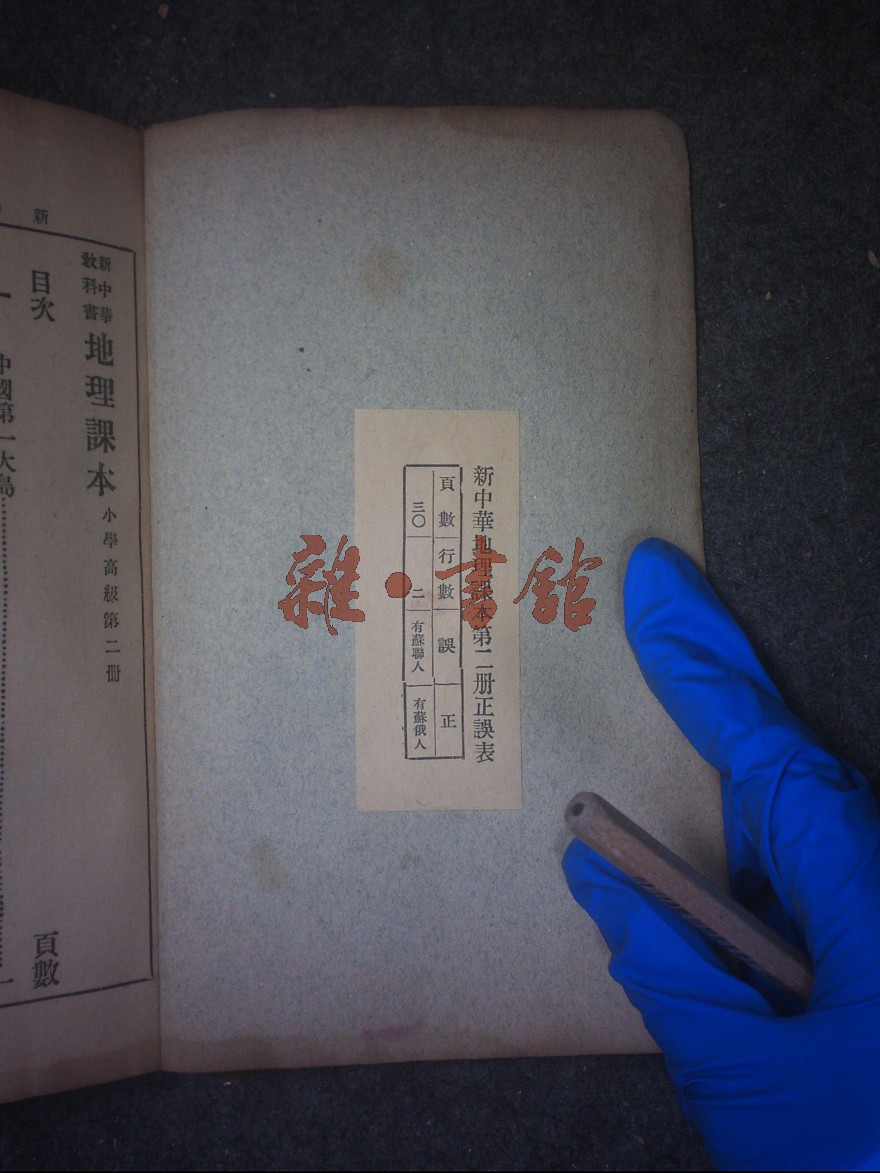 新中華地理課本第二册正誤表
頁數 行數 誤 正
三〇 二 有蘇聯人 有蘇俄人
雜·書館
新
新中華教科書 地理課本 小學高級第二冊
目次 頁數
一 中國第一大島 一